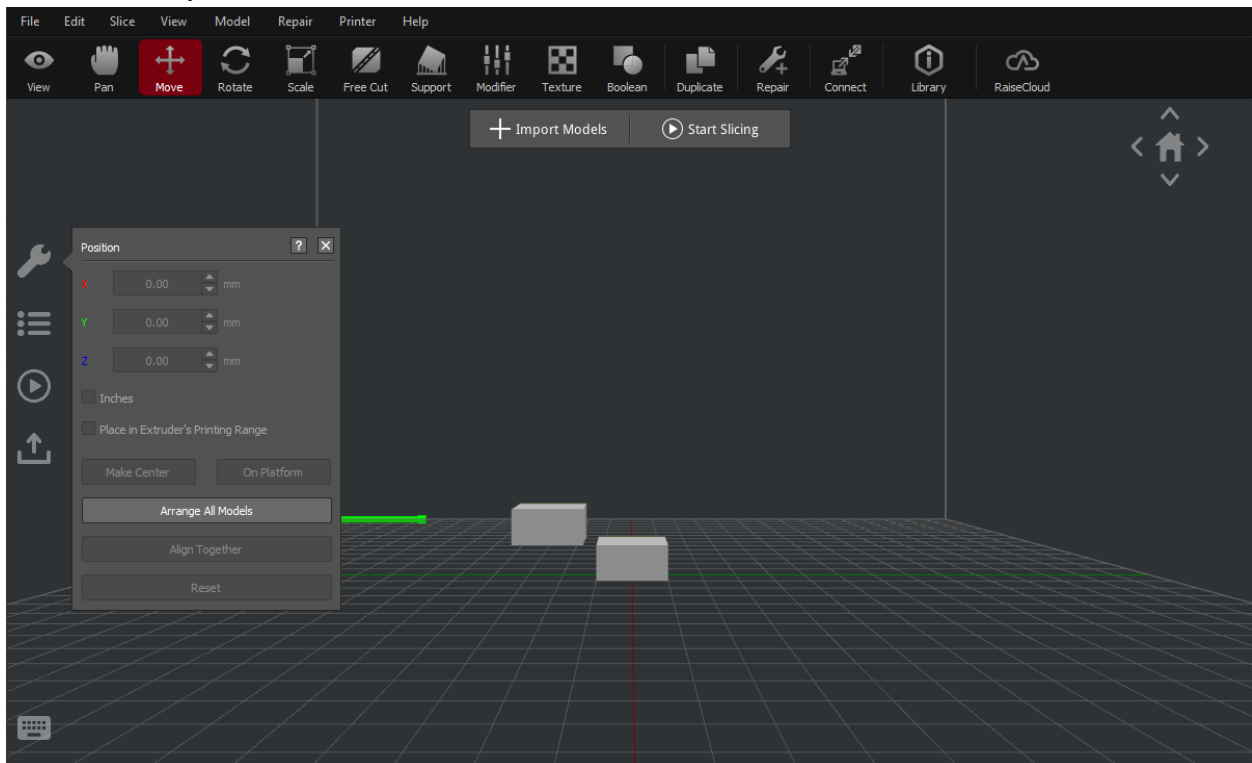 File Edit Slice View Model Repair Printer Help
View Pan Move Rotate Scale Free Cut Support Modifier Texture Boolean Duplicate Repair Connect Library RaiseCloud
Import Models Start Slicing
Position ?
X 0.00 mm
Y 0.00 mm
Z 0.00 mm
Inches
Place in Extruder's Printing Range
Make Center On Platform
Arrange All Models
Align Together
Reset